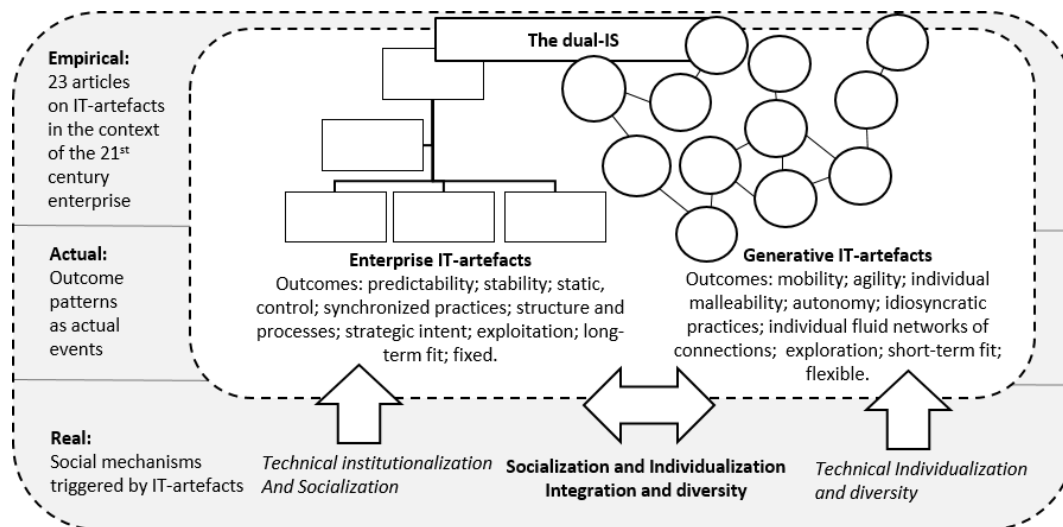 The dual-IS
Empirical:
23 articles
on IT-artefacts
in the context
of the 21st
century
enterprise
Actual:
Outcome
patterns
as actual
events
Enterprise IT-artefacts
Outcomes: predictability; stability; static,
control; synchronized practices; structure and
processes; strategic intent; exploitation; long-
term fit; fixed.
Generative IT-artefacts
Outcomes: mobility; agility; individual
malleability; autonomy; idiosyncratic
practices; individual fluid networks of
connections; exploration; short-term fit;
flexible.
Real:
Social mechanisms
triggered by IT-artefacts
Technical institutionalization
And Socialization
Socialization and Individualization
Integration and diversity
Technical Individualization
and diversity